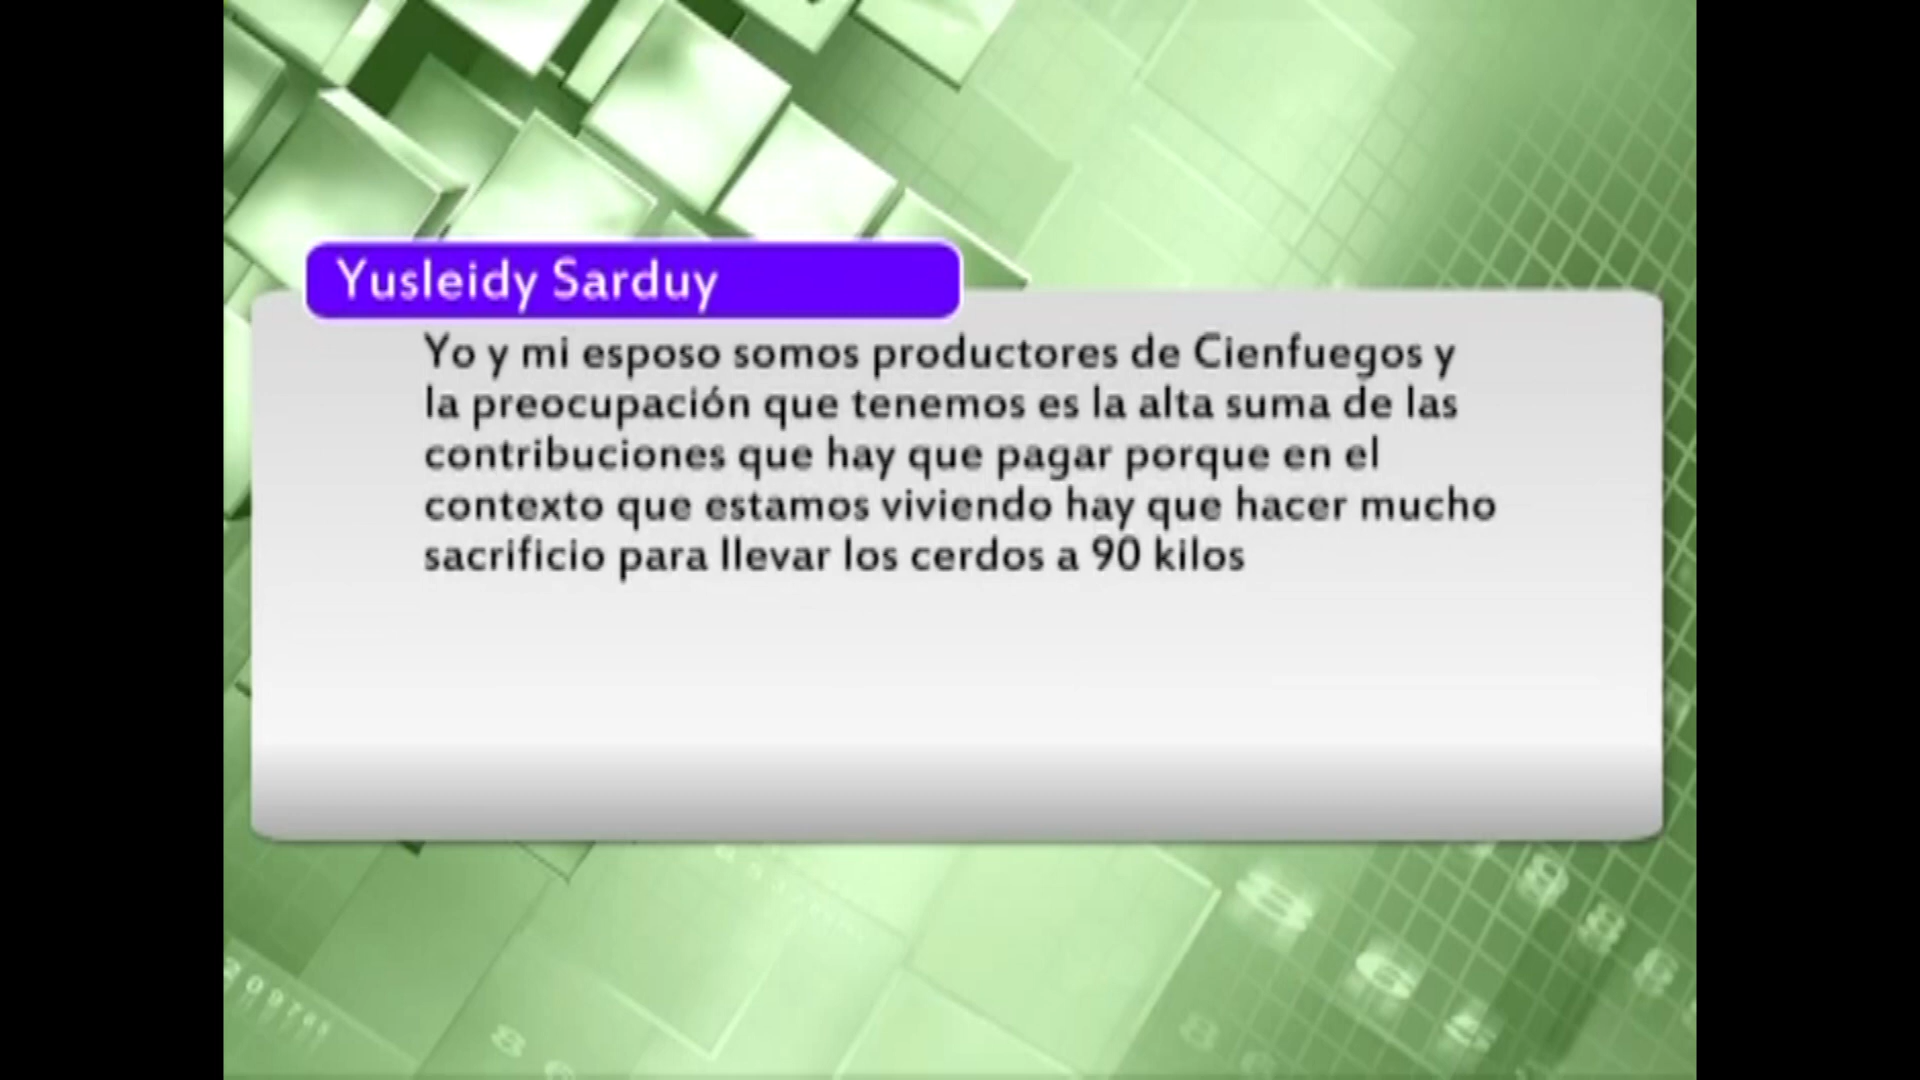 Yusleidy Sarduy
Yo y mi esposo somos productores de Cienfuegos y
la preocupación que tenemos es la alta suma de las
contribuciones que hay que pagar porque en el
contexto que estamos viviendo hay que hacer mucho
sacrificio para llevar los cerdos a 90 kilos